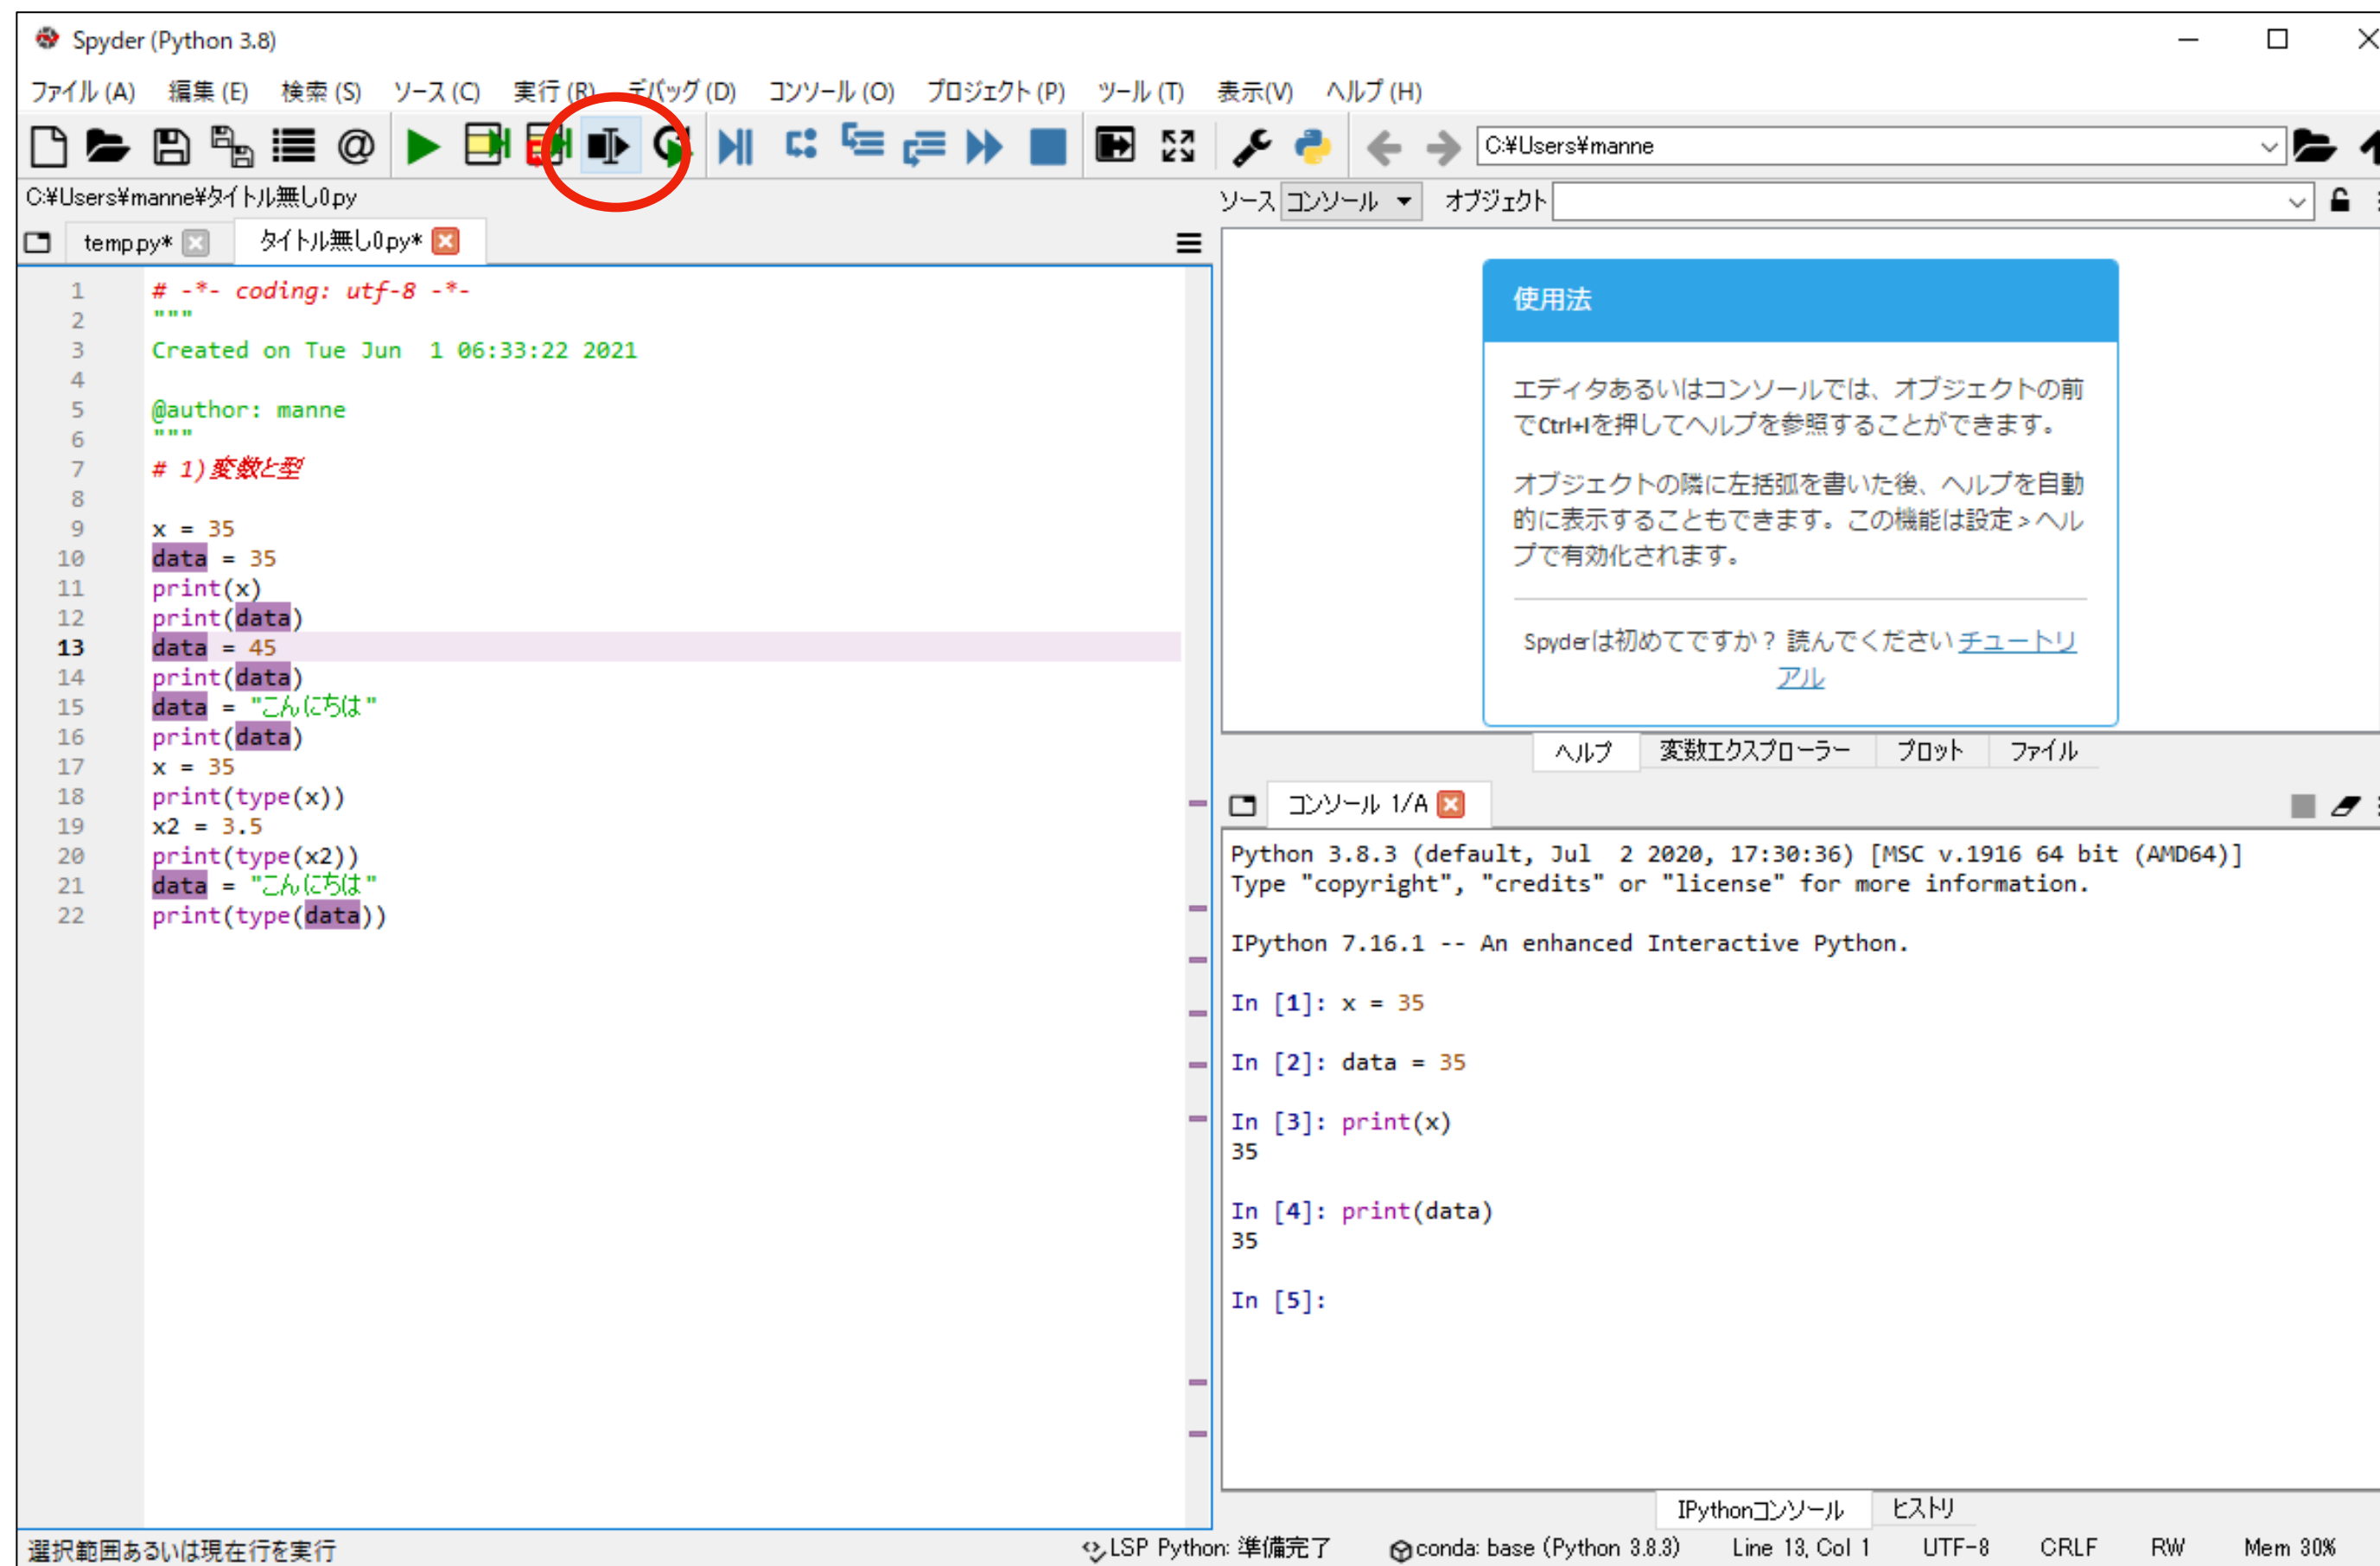 Spyder (Python 3.8)
ファイル (A) 編集 (E) 検索 (S) ソース (C) 実行 (R) デバッグ (D) コンソール (O) プロジェクト (P) ツール (T) 表示(V) ヘルプ (H)
C:¥Users¥manne
C:¥Users¥manne¥タイトル無し0.py
ソース コンソール オブジェクト
temp.py* タイトル無し0.py*
1 # -*- coding: utf-8 -*-
2 """
3 Created on Tue Jun  1 06:33:22 2021
4
5 @author: manne
6 """
7 # 1)変数と型
8
9 x = 35
10 data = 35
11 print(x)
12 print(data)
13 data = 45
14 print(data)
15 data = "こんにちは"
16 print(data)
17 x = 35
18 print(type(x))
19 x2 = 3.5
20 print(type(x2))
21 data = "こんにちは"
22 print(type(data))
使用法
エディタあるいはコンソールでは、オブジェクトの前
でCtrl+Iを押してヘルプを参照することができます。
オブジェクトの隣に左括弧を書いた後、ヘルプを自動
的に表示することもできます。この機能は設定 > ヘル
プで有効化されます。
Spyderは初めてですか？ 読んでください チュートリ
アル
ヘルプ 変数エクスプローラー プロット ファイル
コンソール 1/A
Python 3.8.3 (default, Jul  2 2020, 17:30:36) [MSC v.1916 64 bit (AMD64)]
Type "copyright", "credits" or "license" for more information.
IPython 7.16.1 -- An enhanced Interactive Python.
In [1]: x = 35
In [2]: data = 35
In [3]: print(x)
35
In [4]: print(data)
35
In [5]:
IPythonコンソール ヒストリ
選択範囲あるいは現在行を実行 LSP Python: 準備完了 conda: base (Python 3.8.3) Line 13, Col 1 UTF-8 CRLF RW Mem 30%